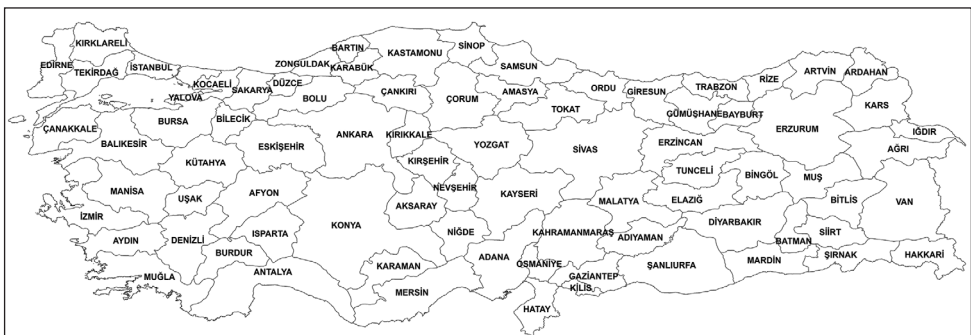 KIRKLARELİ
EDİRNE
TEKİRDAĞ
İSTANBUL
KOCAELİ
YALOVA
SAKARYA
DÜZCE
ZONGULDAK
BARTIN
KARABÜK
KASTAMONU
SİNOP
SAMSUN
BOLU
ÇANKIRI
ÇORUM
AMASYA
TOKAT
ORDU
GİRESUN
TRABZON
RİZE
ARTVİN
ARDAHAN
GÜMÜŞHANE
BAYBURT
KARS
ERZURUM
IĞDIR
AĞRI
ÇANAKKALE
BURSA
BİLECİK
BALIKESİR
ESKİŞEHİR
ANKARA
KIRIKKALE
YOZGAT
SİVAS
ERZİNCAN
KÜTAHYA
KIRŞEHİR
TUNCELİ
BİNGÖL
MUŞ
MANİSA
UŞAK
AFYON
NEVŞEHİR
KAYSERİ
AKSARAY
MALATYA
ELAZIĞ
BİTLİS
VAN
İZMİR
KONYA
NİĞDE
DİYARBAKIR
AYDIN
DENİZLİ
ISPARTA
KAHRAMANMARAŞ
ADIYAMAN
SİİRT
BATMAN
BURDUR
ADANA
OSMANİYE
ŞANLIURFA
MARDİN
ŞIRNAK
HAKKARİ
MUĞLA
ANTALYA
KARAMAN
MERSİN
GAZİANTEP
KİLİS
HATAY